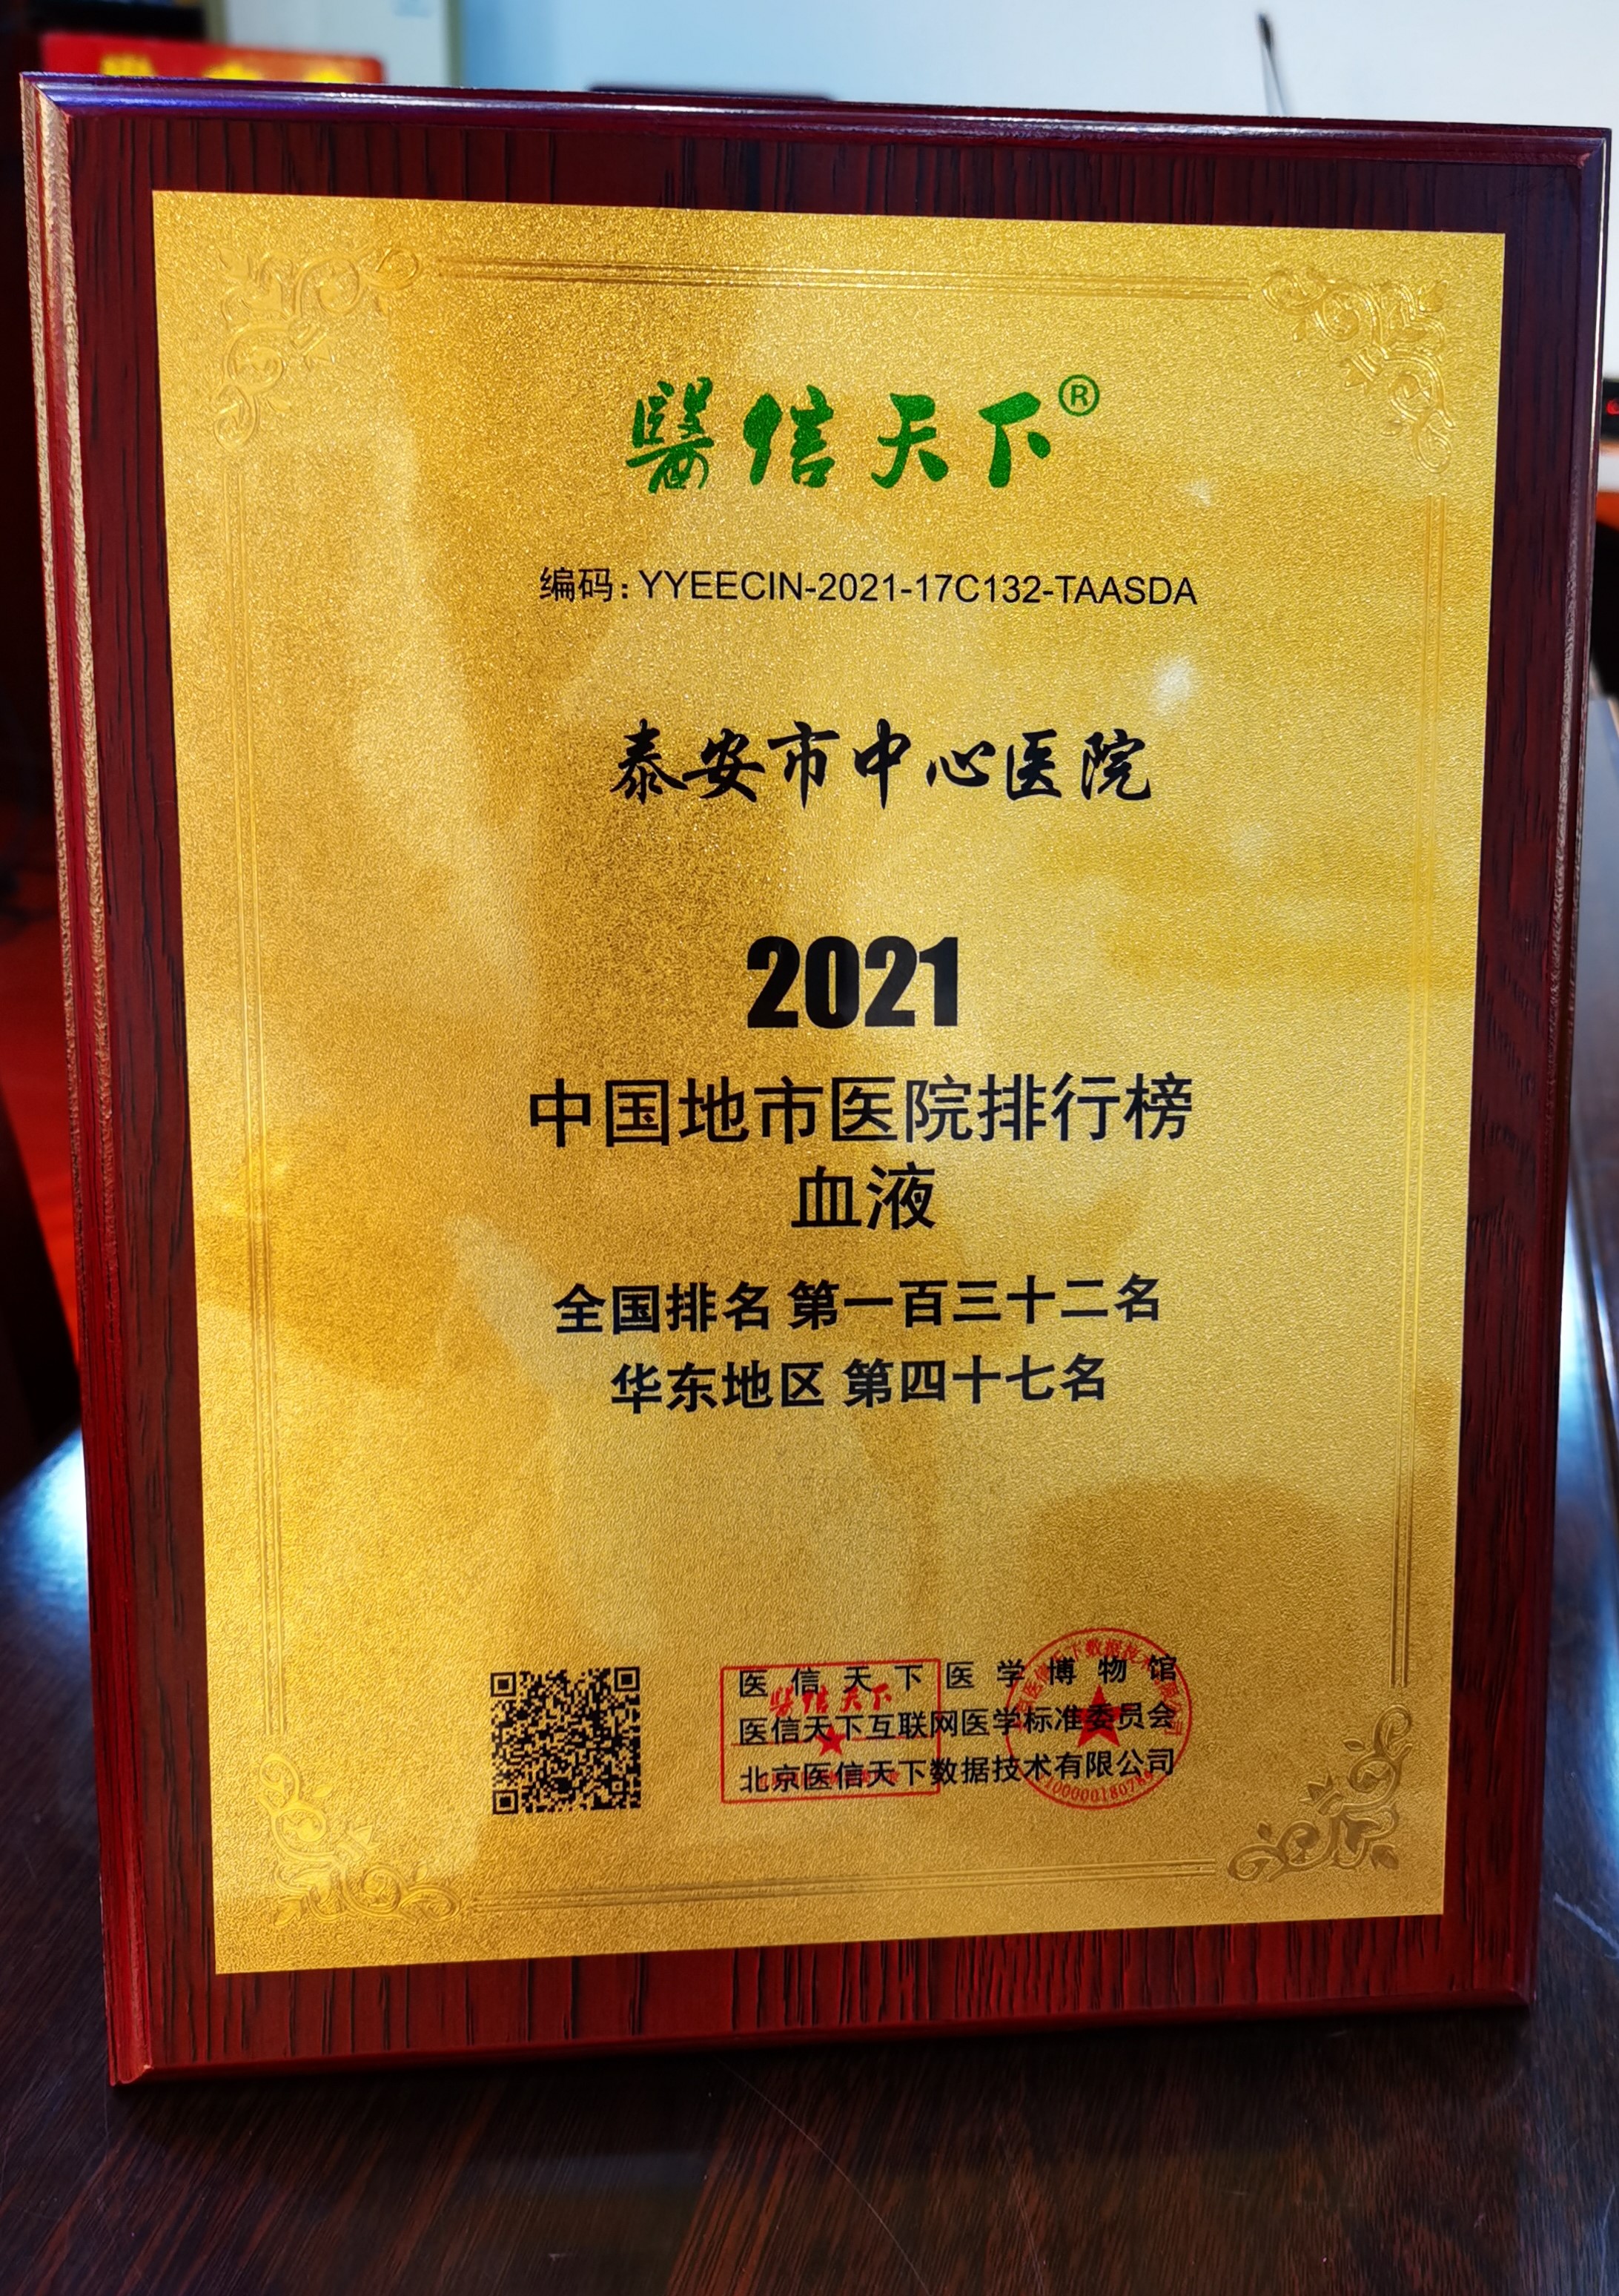 醫信天下®
编码：YYEECIN-2021-17C132-TAASDA
泰安市中心医院
2021
中国地市医院排行榜
血液
全国排名 第一百三十二名
华东地区 第四十七名
医信天下医学博物馆
医信天下互联网医学标准委员会
北京医信天下数据技术有限公司
醫信天下